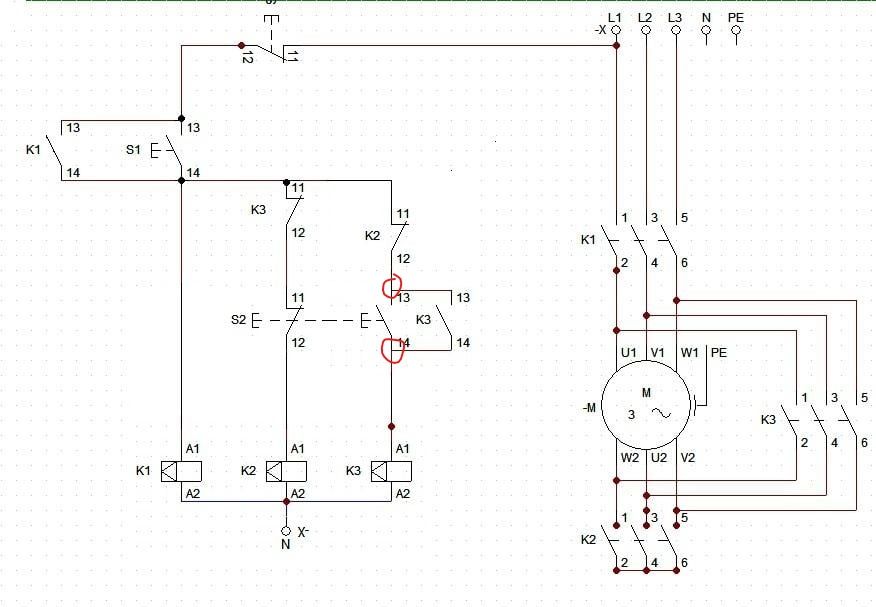 L1 L2 L3 N PE
-X
12 11
13 13
K1 S1
14 14
11
K3
12
11
K2
12
1 3 5
K1
2 4 6
11 13 13
S2 K3
12 14 14
U1 V1 W1 PE
M
-M 3
1 3 5
K3
2 4 6
A1 A1 A1
K1 K2 K3
A2 A2 A2
W2 U2 V2
X-
N
1 3 5
K2
2 4 6